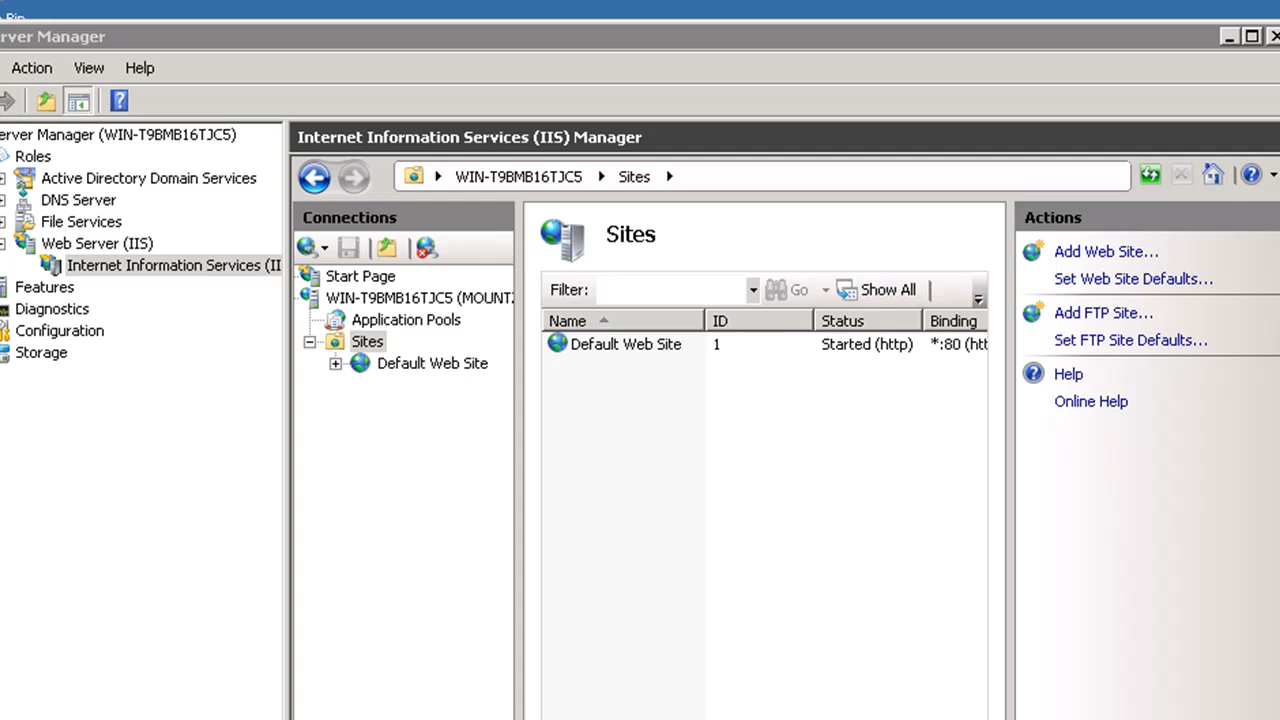 Bin
rver Manager
Action View Help
erver Manager (WIN-T9BMB16TJC5)
Roles
Active Directory Domain Services
DNS Server
File Services
Web Server (IIS)
Internet Information Services (II
Features
Diagnostics
Configuration
Storage
Internet Information Services (IIS) Manager
WIN-T9BMB16TJC5 Sites
Connections
Start Page
WIN-T9BMB16TJC5 (MOUNT
Application Pools
Sites
Default Web Site
Sites
Filter: Go Show All
Name ID Status Binding
Default Web Site 1 Started (http) *:80 (htt
Actions
Add Web Site...
Set Web Site Defaults...
Add FTP Site...
Set FTP Site Defaults...
Help
Online Help